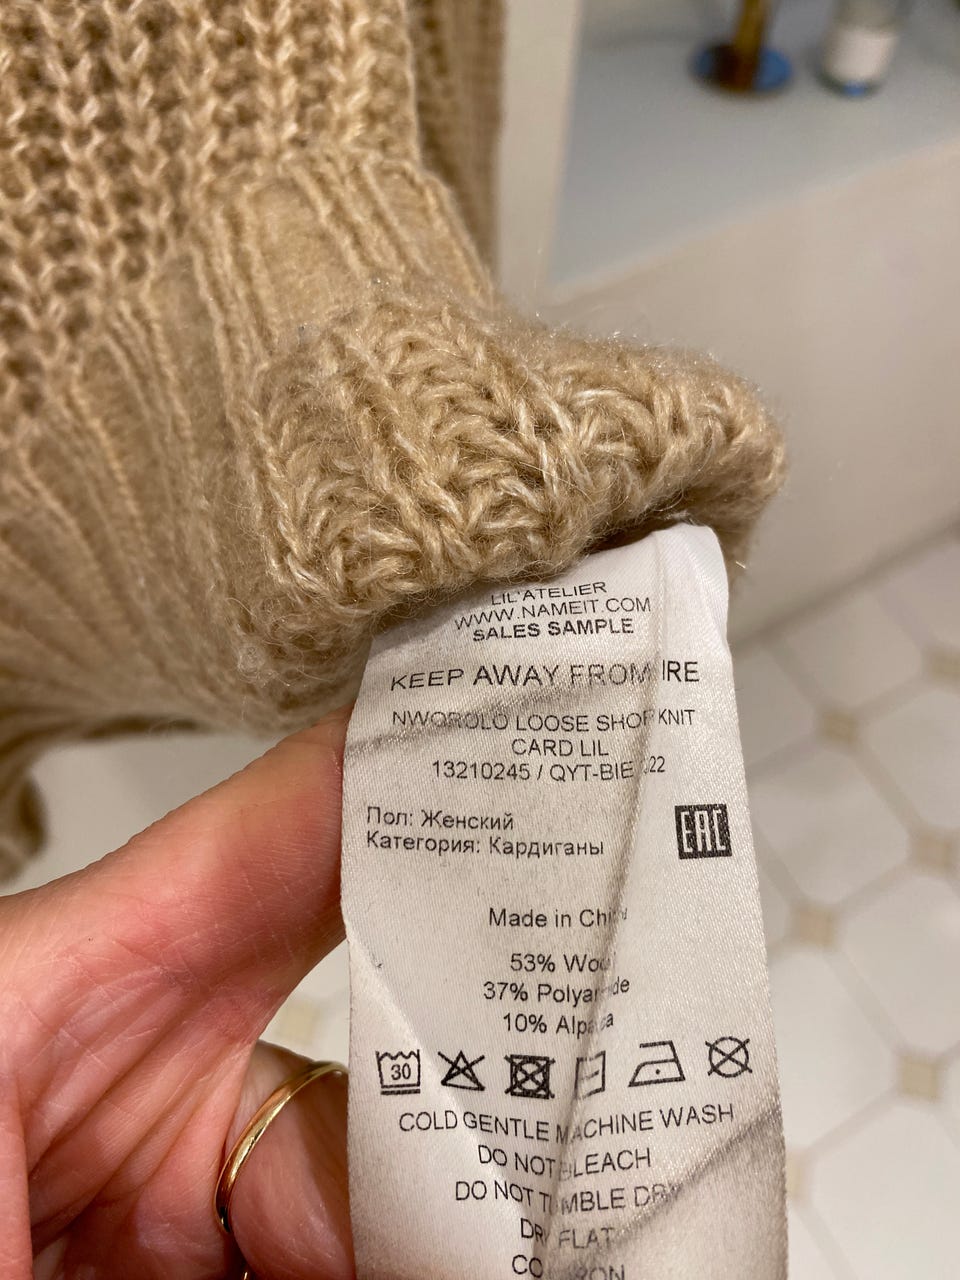 LIL'ATELIER
WWW.NAMEIT.COM
SALES SAMPLE
KEEP AWAY FROM
NWOROLO LOOSE KNIT
CARD LIL
13210245 / QYT-BIE
Пол: Женский
Категория: Кардиганы
EAC
Made in
53%
37%
10%
30
COLD GENTLE MACHINE WASH
DO NOT BLEACH
DO NOT TUMBLE DRY
DRY FLAT